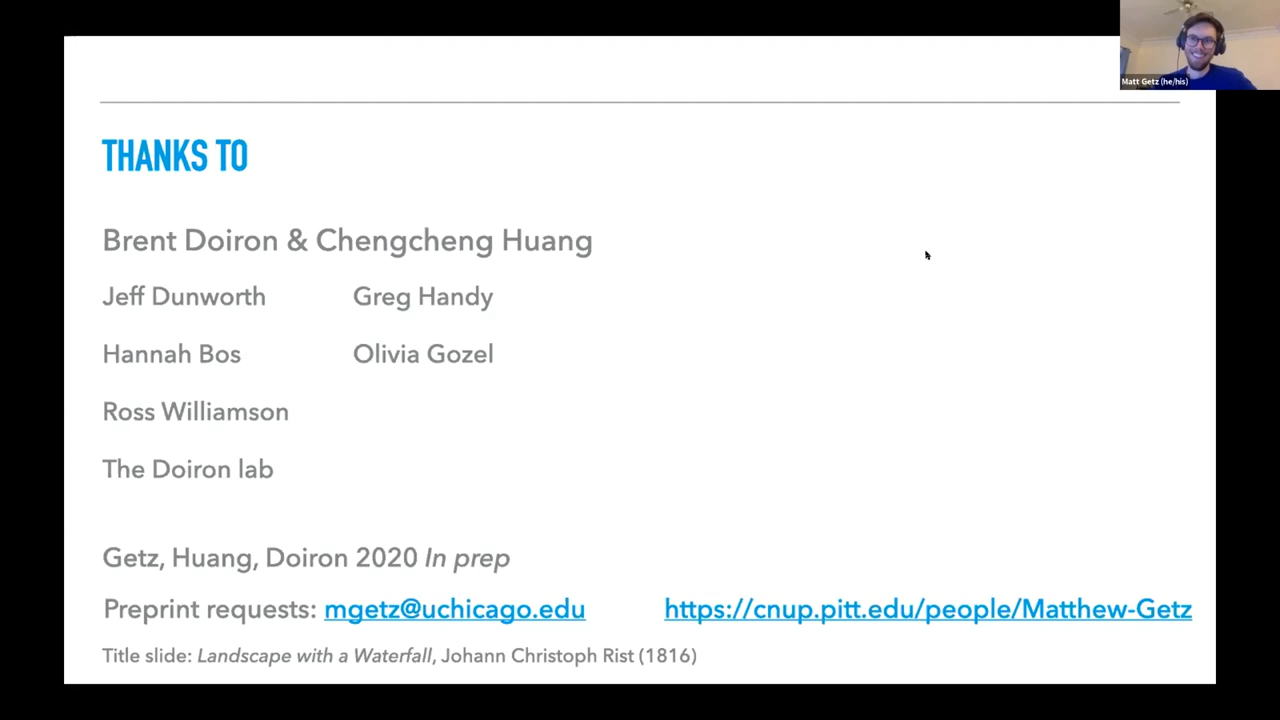 Matt Getz (he/his)
THANKS TO
Brent Doiron & Chengcheng Huang
Jeff Dunworth Greg Handy
Hannah Bos Olivia Gozel
Ross Williamson
The Doiron lab
Getz, Huang, Doiron 2020 In prep
Preprint requests: mgetz@uchicago.edu https://cnup.pitt.edu/people/Matthew-Getz
Title slide: Landscape with a Waterfall, Johann Christoph Rist (1816)